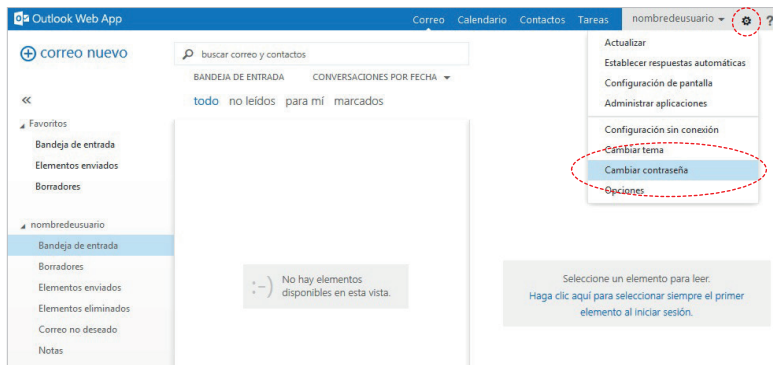 Outlook Web App
Correo Calendario Contactos Tareas nombredeusuario ?
correo nuevo
buscar correo y contactos
BANDEJA DE ENTRADA CONVERSACIONES POR FECHA
todo no leídos para mí marcados
Favoritos
Bandeja de entrada
Elementos enviados
Borradores
nombredeusuario
Bandeja de entrada
Borradores
Elementos enviados
Elementos eliminados
Correo no deseado
Notas
:-)
No hay elementos
disponibles en esta vista.
Actualizar
Establecer respuestas automáticas
Configuración de pantalla
Administrar aplicaciones
Configuración sin conexión
Cambiar tema
Cambiar contraseña
Opciones
Seleccione un elemento para leer.
Haga clic aquí para seleccionar siempre el primer
elemento al iniciar sesión.